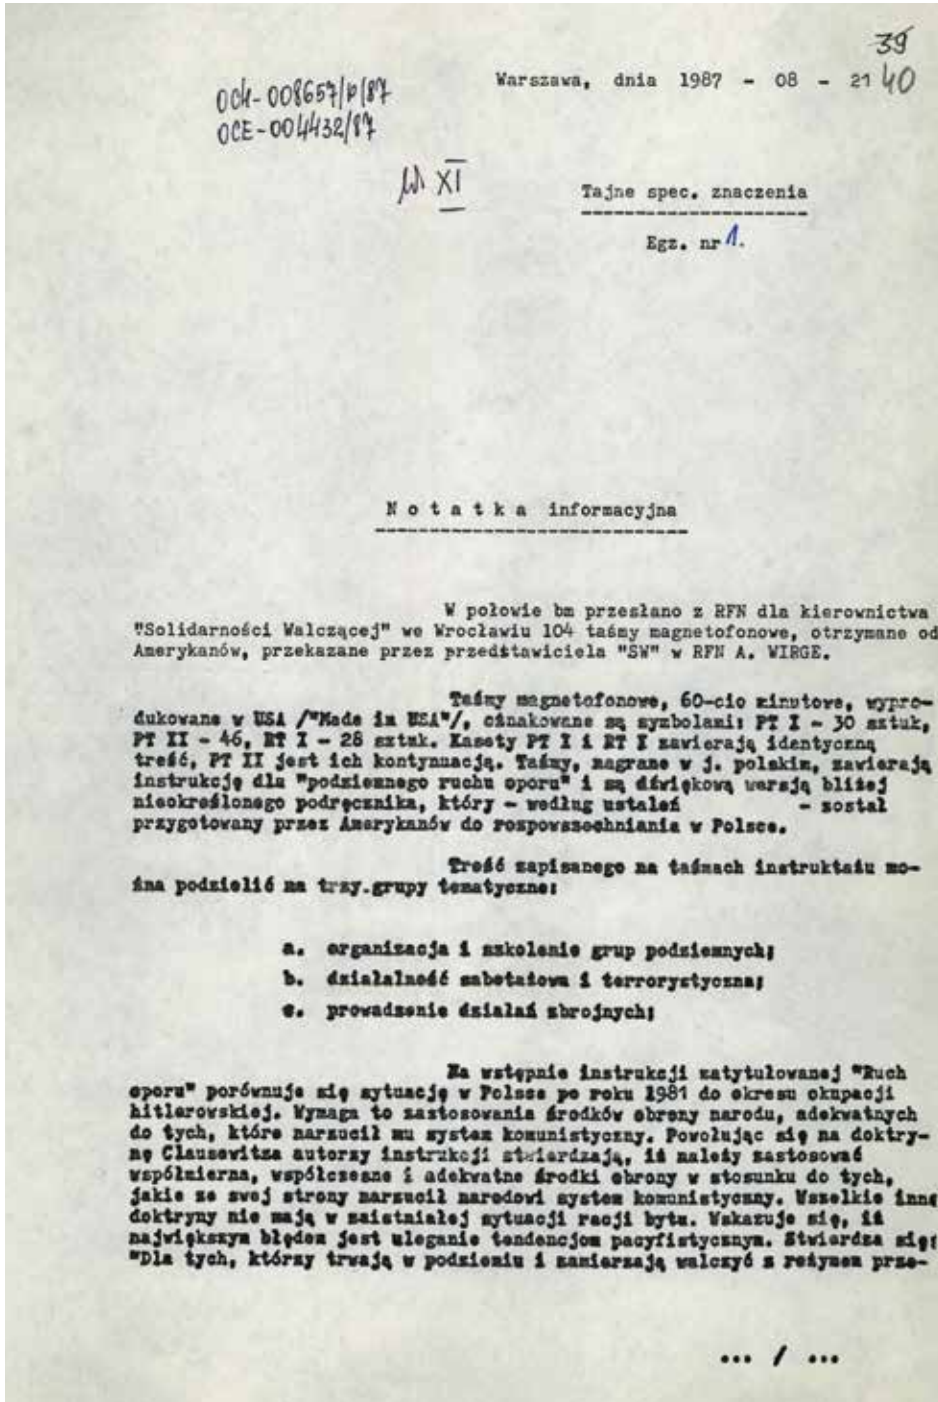 39
Warszawa, dnia 1987 - 08 - 21 40
OCK-008657/P/87
OCE-004432/87
XI
Tajne spec. znaczenia
Egz. nr 1.
N o t a t k a informacyjna
W połowie bm przesłano z RFN dla kierownictwa
"Solidarności Walczącej" we Wrocławiu 104 taśmy magnetofonowe, otrzymane od
Amerykanów, przekazane przez przedstawiciela "SW" w RFN A. WIRGE.
Taśmy magnetofonowe, 60-cio minutowe, wypro-
dukowane w USA /"Made in USA"/, oznakowane są symbolami: PT I - 30 sztuk,
PT II - 46, RT I - 28 sztuk. Kasety PT I i RT I zawierają identyczną
treść, PT II jest ich kontynuacją. Taśmy, nagrane w j. polskim, zawierają
instrukcję dla "podziemnego ruchu oporu" i są dźwiękową wersją bliżej
nieokreślonego podręcznika, który - według ustaleń - został
przygotowany przez Amerykanów do rozpowszechniania w Polsce.
Treść zapisanego na taśmach instruktażu mo-
żna podzielić na trzy.grupy tematyczne:
a. organizacja i szkolenie grup podziemnych;
b. działalność sabotażowa i terrorystyczna;
c. prowadzenie działań zbrojnych;
Na wstępnie instrukcji zatytułowanej "Ruch
oporu" porównuje się sytuację w Polsce po roku 1981 do okresu okupacji
hitlerowskiej. Wymaga to zastosowania środków obrony narodu, adekwatnych
do tych, które narzucił mu system komunistyczny. Powołując się na doktry-
nę Clausewitza autorzy instrukcji stwierdzają, iż należy zastosować
współmierna, współczesne i adekwatne środki obrony w stosunku do tych,
jakie ze swej strony narzucił narodowi system komunistyczny. Wszelkie inne
doktryny nie mają w zaistniałej sytuacji racji bytu. Wskazuje się, iż
największym błędem jest uleganie tendencjom pacyfistycznym. Stwierdza się:
"Dla tych, którzy trwają w podziemiu i zamierzają walczyć z reżymem prze-
... / ...